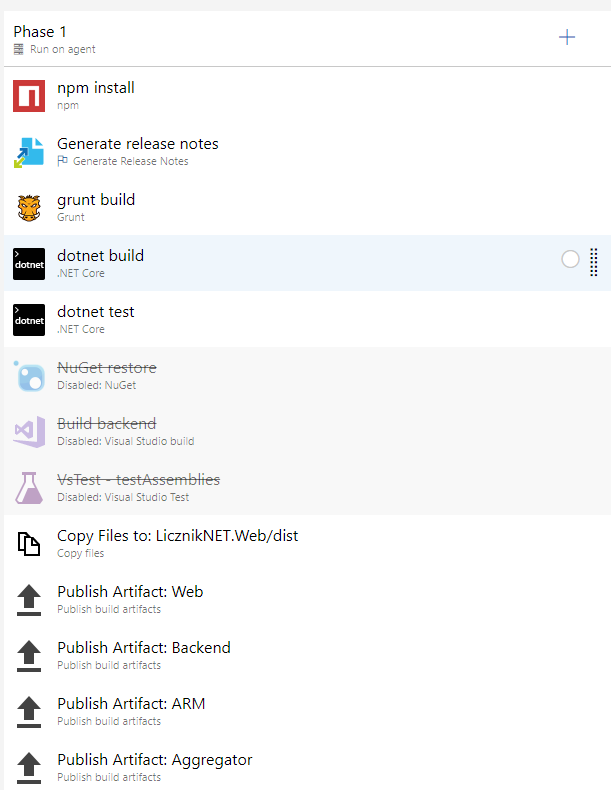 Phase 1
Run on agent
npm install
npm
Generate release notes
Generate Release Notes
grunt build
Grunt
dotnet
dotnet build
.NET Core
dotnet
dotnet test
.NET Core
NuGet restore
Disabled: NuGet
Build backend
Disabled: Visual Studio build
VsTest - testAssemblies
Disabled: Visual Studio Test
Copy Files to: LicznikNET.Web/dist
Copy files
Publish Artifact: Web
Publish build artifacts
Publish Artifact: Backend
Publish build artifacts
Publish Artifact: ARM
Publish build artifacts
Publish Artifact: Aggregator
Publish build artifacts